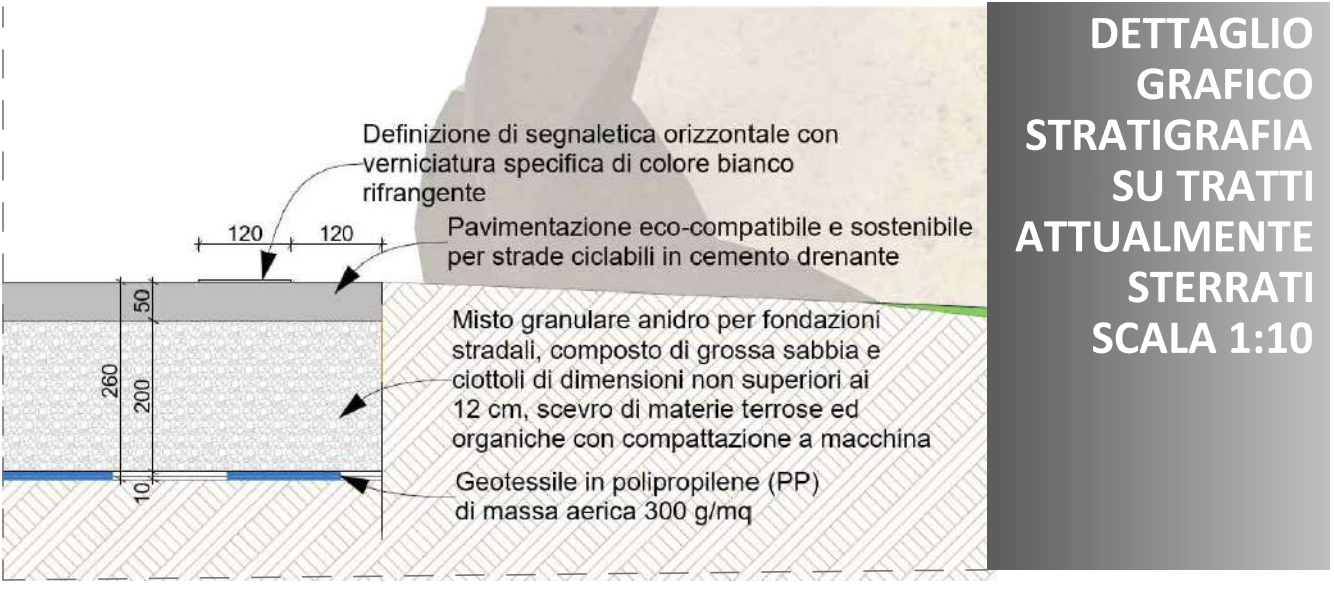 Definizione di segnaletica orizzontale con
verniciatura specifica di colore bianco
rifrangente
120 120
Pavimentazione eco-compatibile e sostenibile
per strade ciclabili in cemento drenante
50
260
200
10
Misto granulare anidro per fondazioni
stradali, composto di grossa sabbia e
ciottoli di dimensioni non superiori ai
12 cm, scevro di materie terrose ed
organiche con compattazione a macchina
Geotessile in polipropilene (PP)
di massa aerica 300 g/mq
DETTAGLIO
GRAFICO
STRATIGRAFIA
SU TRATTI
ATTUALMENTE
STERRATI
SCALA 1:10